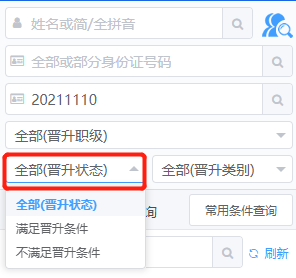 姓名或简/全拼音
全部或部分身份证号码
20211110
全部(晋升职级)
全部(晋升状态) 全部(晋升类别)
全部(晋升状态)
满足晋升条件
不满足晋升条件
询 常用条件查询
刷新